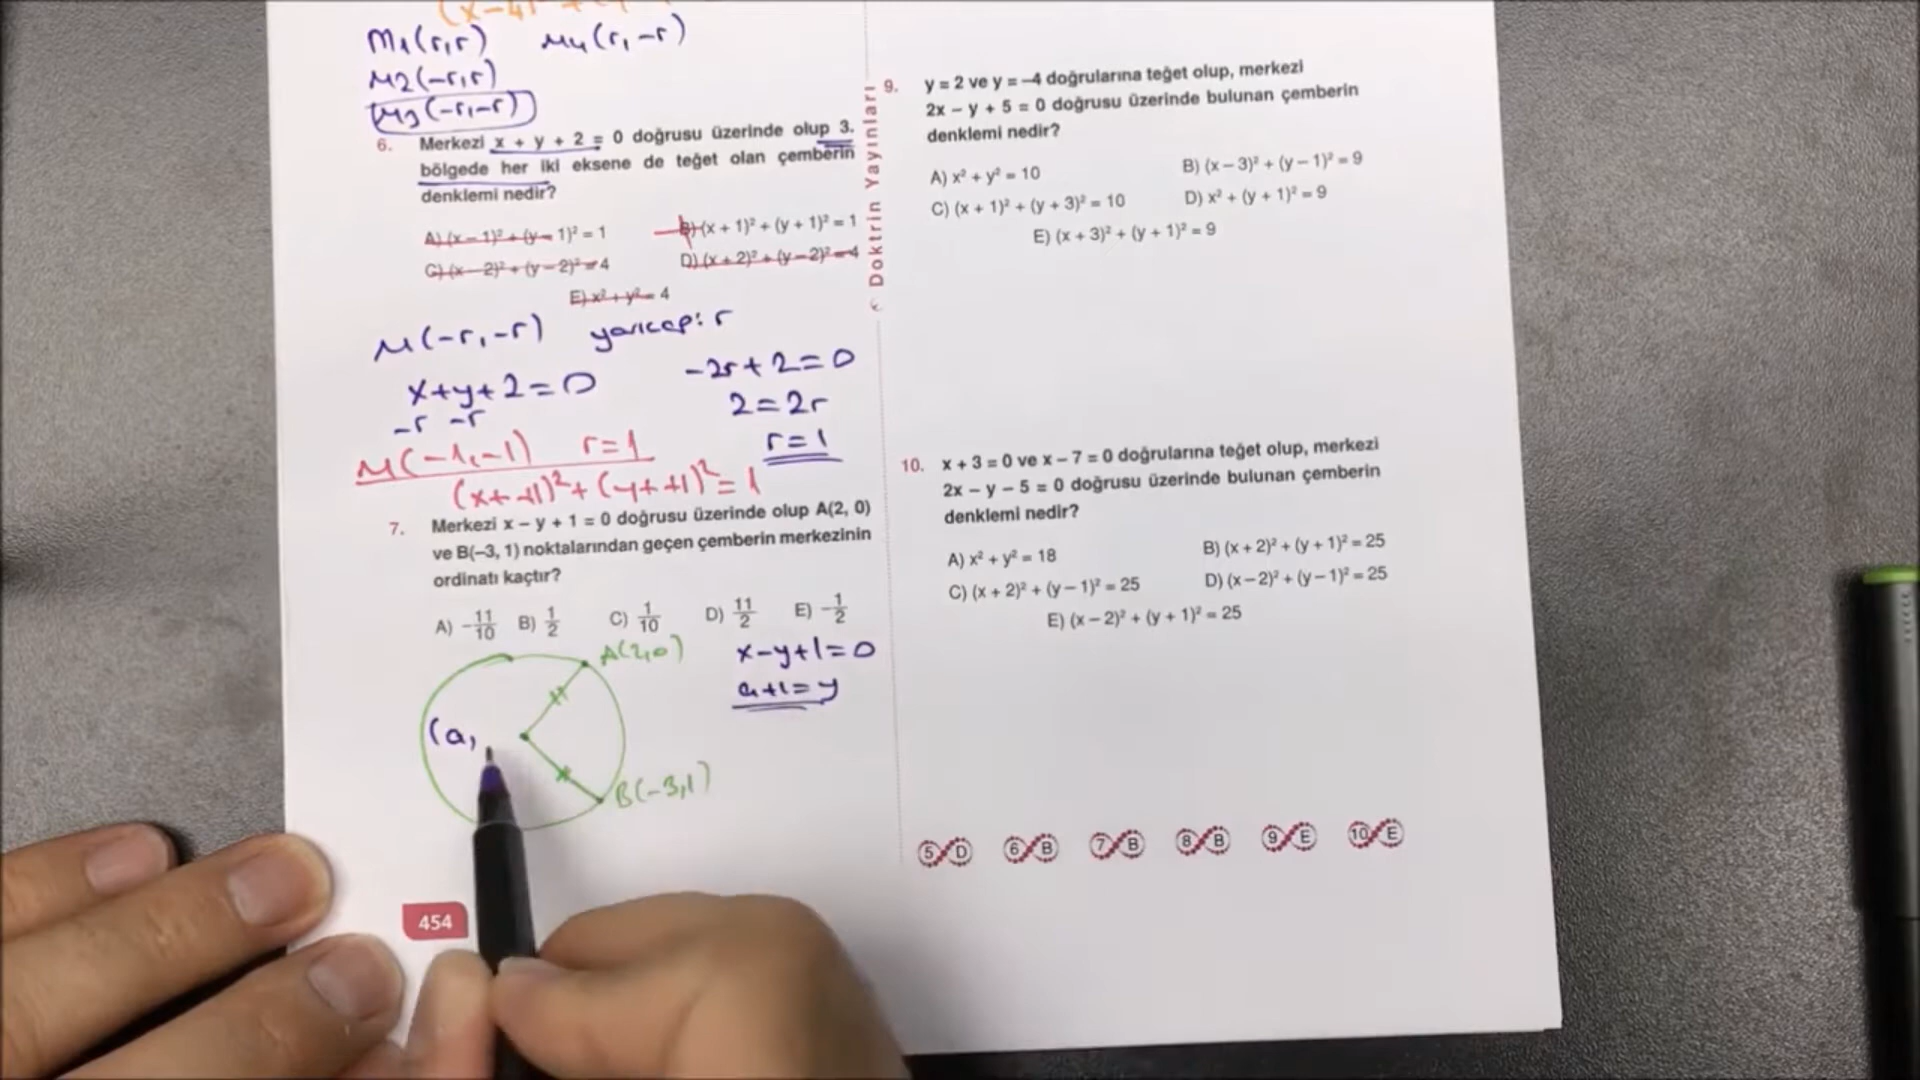 M1(r,r) M4(r,-r)
M2(-r,r)
M3(-r,-r)
6. Merkezi x + y + 2 = 0 doğrusu üzerinde olup 3.
bölgede her iki eksene de teğet olan çemberin
denklemi nedir?
A) (x – 1)² + (y – 1)² = 1 B) (x + 1)² + (y + 1)² = 1
C) (x – 2)² + (y – 2)² = 4 D) (x + 2)² + (y – 2)² = 4
E) x² + y² = 4
M(-r,-r) yarıçap: r
x+y+2=0 -2r+2=0
-r -r 2=2r
M(-1,-1) r=1 r=1
(x+1)²+(y+1)²=1
7. Merkezi x – y + 1 = 0 doğrusu üzerinde olup A(2, 0)
ve B(–3, 1) noktalarından geçen çemberin merkezinin
ordinatı kaçtır?
A) –11/10 B) 1/2 C) 1/10 D) 11/2 E) –1/2
A(2,0) x-y+1=0
a+1=y
(a,
B(-3,1)
454
Doktrin Yayınları
9. y = 2 ve y = –4 doğrularına teğet olup, merkezi
2x – y + 5 = 0 doğrusu üzerinde bulunan çemberin
denklemi nedir?
A) x² + y² = 10 B) (x – 3)² + (y – 1)² = 9
C) (x + 1)² + (y + 3)² = 10 D) x² + (y + 1)² = 9
E) (x + 3)² + (y + 1)² = 9
10. x + 3 = 0 ve x – 7 = 0 doğrularına teğet olup, merkezi
2x – y – 5 = 0 doğrusu üzerinde bulunan çemberin
denklemi nedir?
A) x² + y² = 18 B) (x + 2)² + (y + 1)² = 25
C) (x + 2)² + (y – 1)² = 25 D) (x – 2)² + (y – 1)² = 25
E) (x – 2)² + (y + 1)² = 25
5 D 6 B 7 B 8 B 9 E 10 E